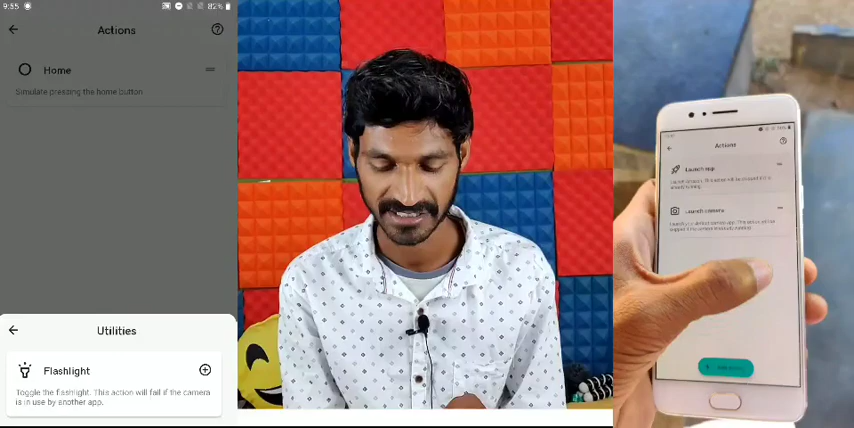 9:55
82%
Actions
Home
Simulate pressing the home button
Utilities
Flashlight
Toggle the flashlight. This action will fail if the camera
is in use by another app.
Actions
Launch app
Launch camera